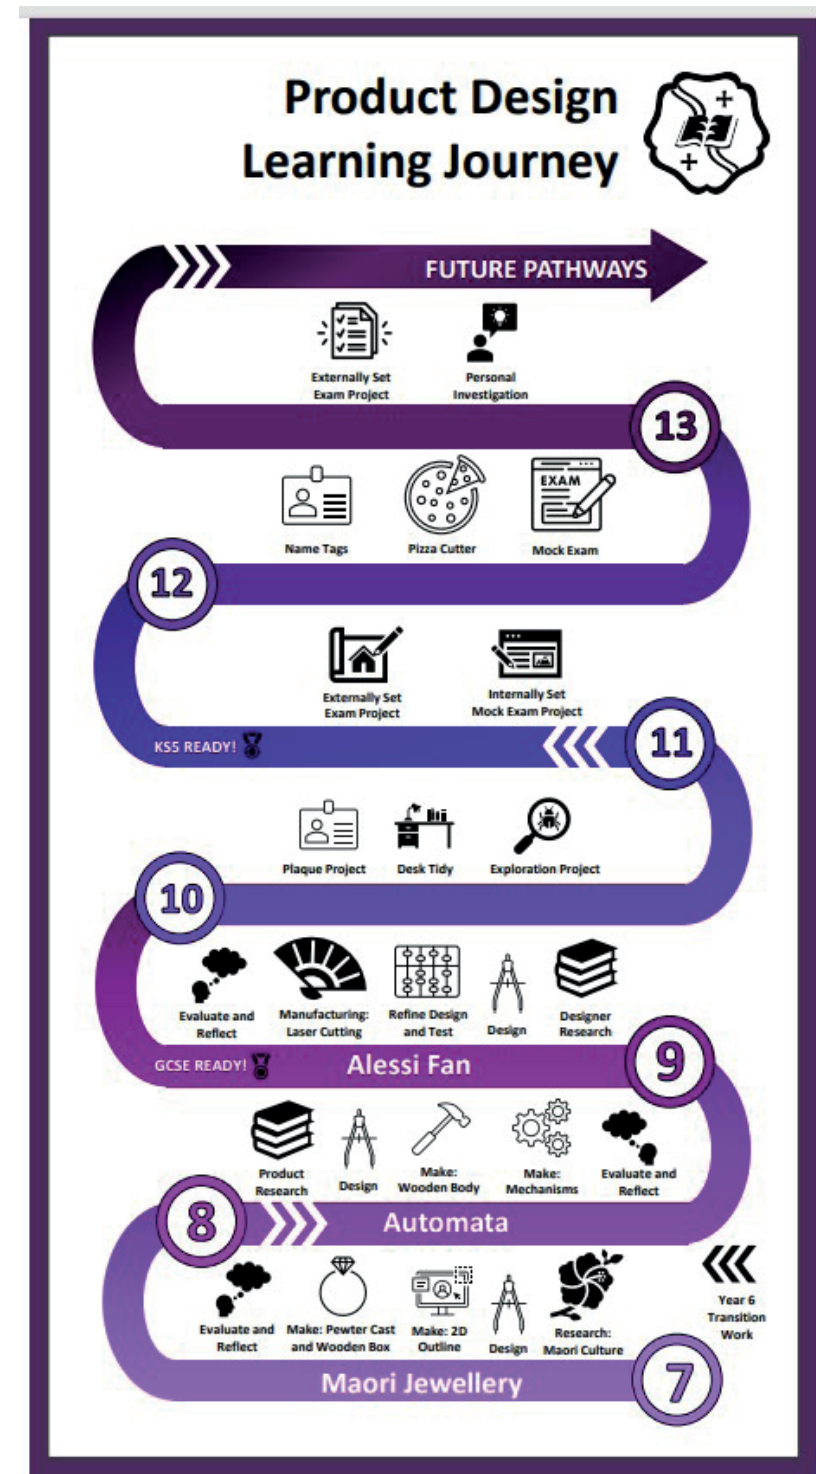 Product Design
Learning Journey
FUTURE PATHWAYS
Externally Set
Exam Project
Personal
Investigation
13
Name Tags
Pizza Cutter
EXAM
Mock Exam
12
Externally Set
Exam Project
Internally Set
Mock Exam Project
KS5 READY!
11
Plaque Project
Desk Tidy
Exploration Project
10
Evaluate and
Reflect
Manufacturing:
Laser Cutting
Refine Design
and Test
Design
Designer
Research
GCSE READY!
Alessi Fan
9
Product
Research
Design
Make:
Wooden Body
Make:
Mechanisms
Evaluate and
Reflect
8
Automata
Evaluate and
Reflect
Make: Pewter Cast
and Wooden Box
Make: 2D
Outline
Design
Research:
Maori Culture
Year 6
Transition
Work
Maori Jewellery
7